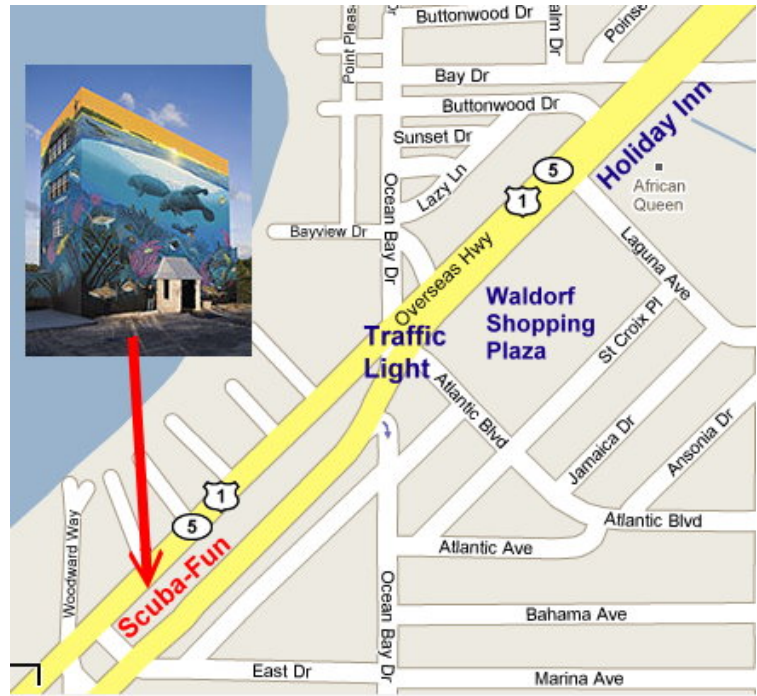 Buttonwood Dr
Palm Dr
Poinse
Point Pleas
Bay Dr
Buttonwood Dr
Sunset Dr
Holiday Inn
5
1
African
Queen
Lazy Ln
Ocean Bay Dr
Bayview Dr
Overseas Hwy
Laguna Ave
Waldorf
Shopping
Plaza
St Croix Pl
Traffic
Light
Atlantic Blvd
Jamaica Dr
Ansonia Dr
1
5
Atlantic Blvd
Woodward Way
Scuba-Fun
Atlantic Ave
Ocean Bay Dr
Bahama Ave
East Dr
Marina Ave